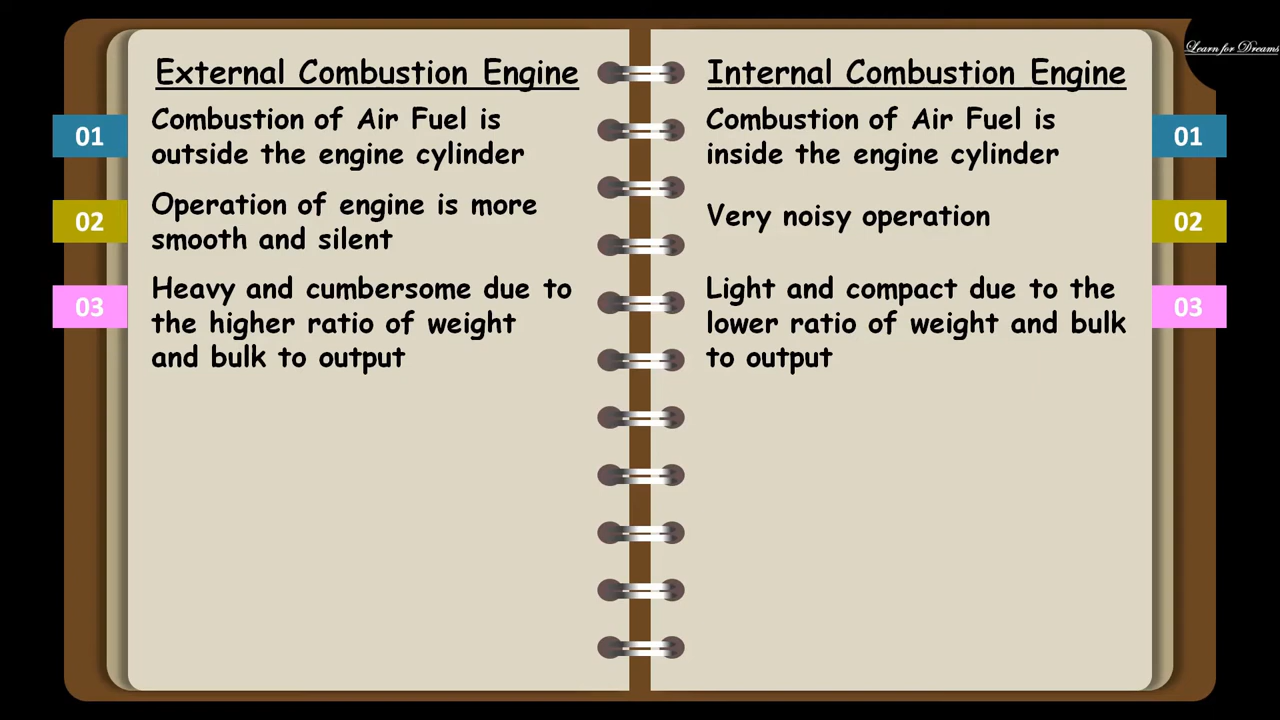 External Combustion Engine
01
Combustion of Air Fuel is
outside the engine cylinder
02
Operation of engine is more
smooth and silent
03
Heavy and cumbersome due to
the higher ratio of weight
and bulk to output
Internal Combustion Engine
Combustion of Air Fuel is
inside the engine cylinder
01
Very noisy operation
02
Light and compact due to the
lower ratio of weight and bulk
to output
03
Learn for Dreams